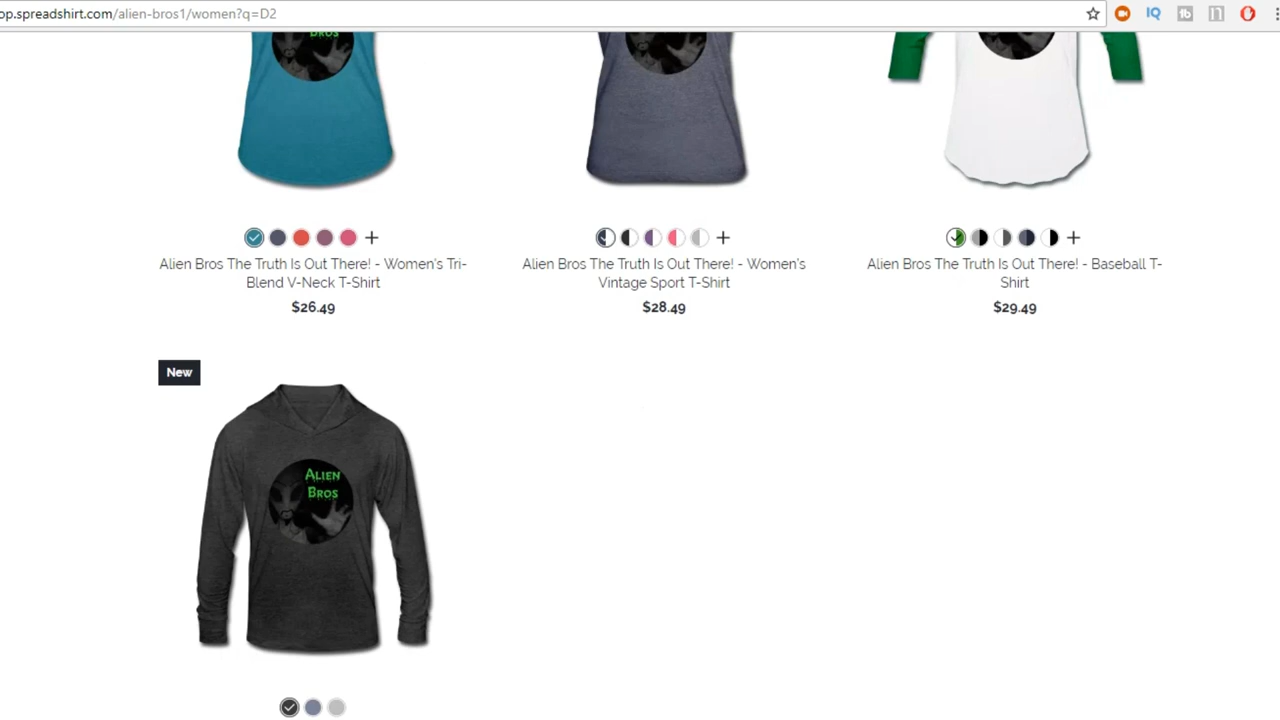 op.spreadshirt.com/alien-bros1/women?q=D2
BROS
Alien Bros The Truth Is Out There! - Women's Tri-
Blend V-Neck T-Shirt
$26.49
Alien Bros The Truth Is Out There! - Women's
Vintage Sport T-Shirt
$28.49
Alien Bros The Truth Is Out There! - Baseball T-
Shirt
$29.49
New
ALIEN
BROS